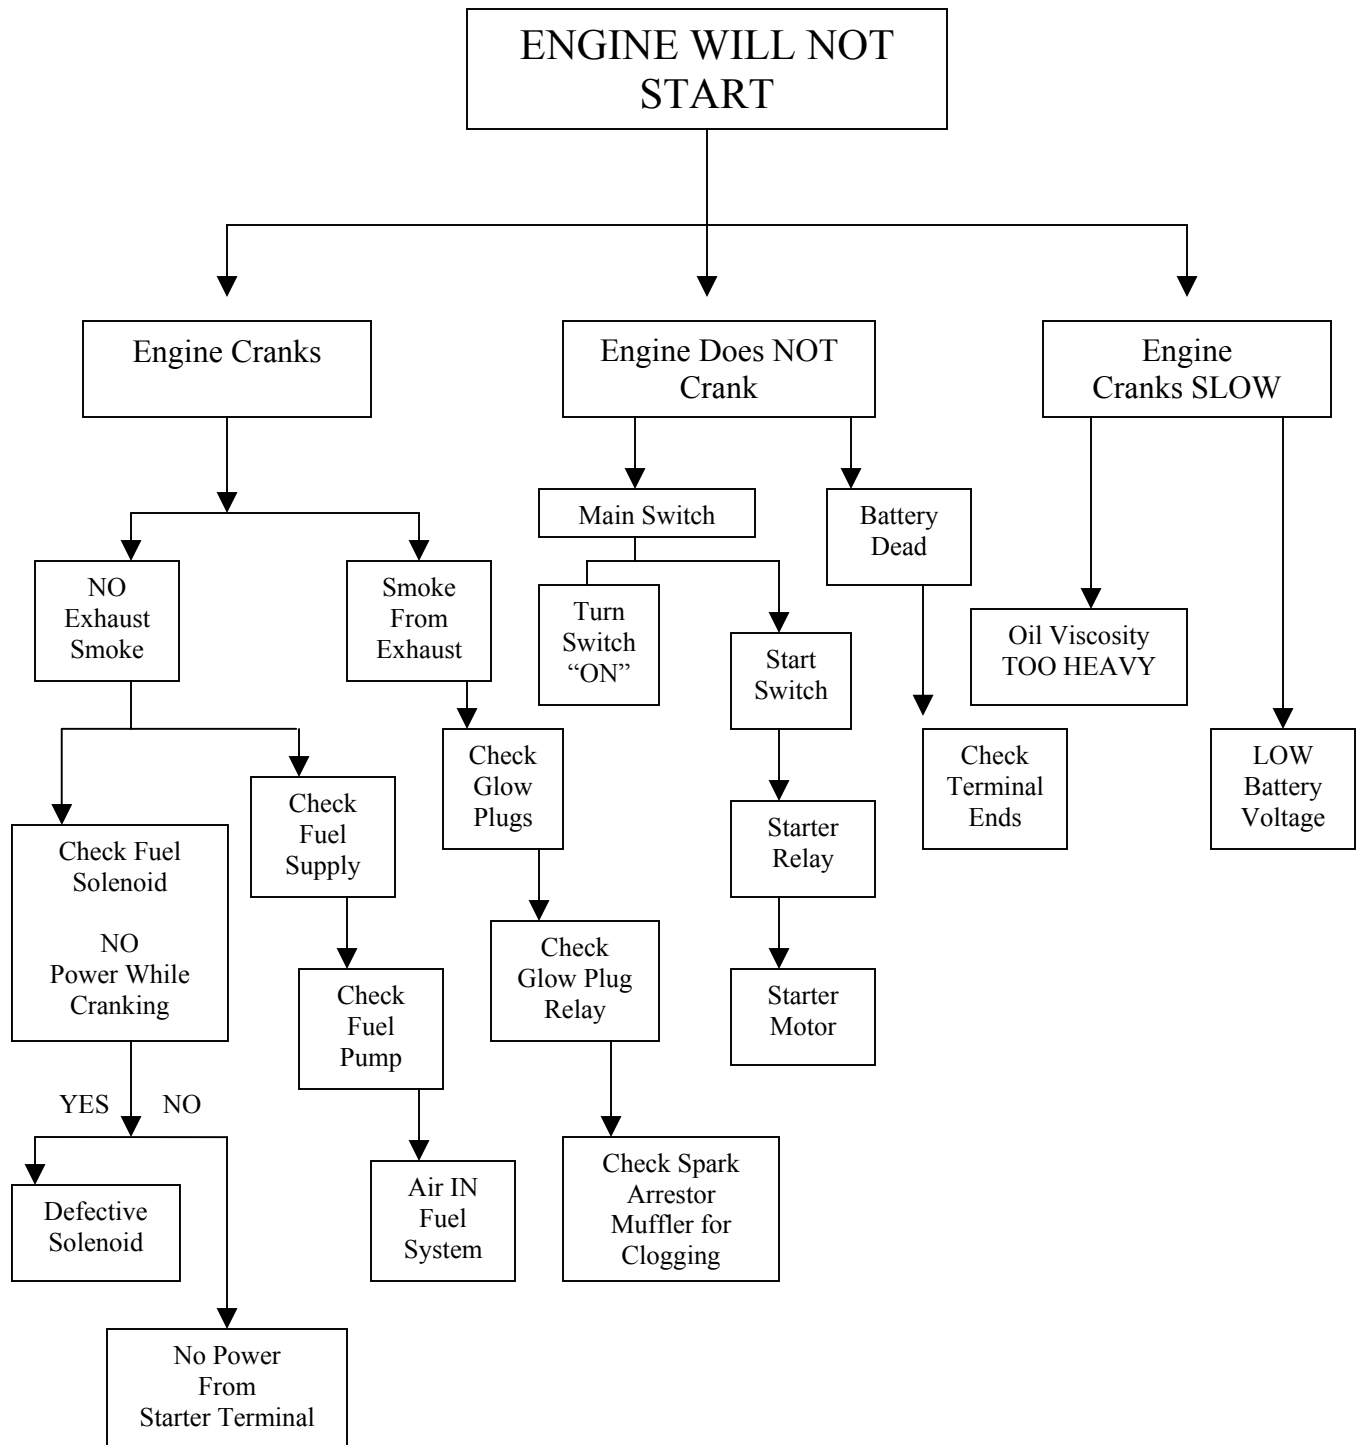 ENGINE WILL NOT
START
Engine Cranks
Engine Does NOT
Crank
Engine
Cranks SLOW
Main Switch
Battery
Dead
NO
Exhaust
Smoke
Smoke
From
Exhaust
Turn
Switch
“ON”
Start
Switch
Oil Viscosity
TOO HEAVY
Check
Glow
Plugs
Check
Terminal
Ends
LOW
Battery
Voltage
Check
Fuel
Supply
Starter
Relay
Check Fuel
Solenoid
NO
Power While
Cranking
Check
Glow Plug
Relay
Check
Fuel
Pump
Starter
Motor
YES
NO
Check Spark
Arrestor
Muffler for
Clogging
Air IN
Fuel
System
Defective
Solenoid
No Power
From
Starter Terminal